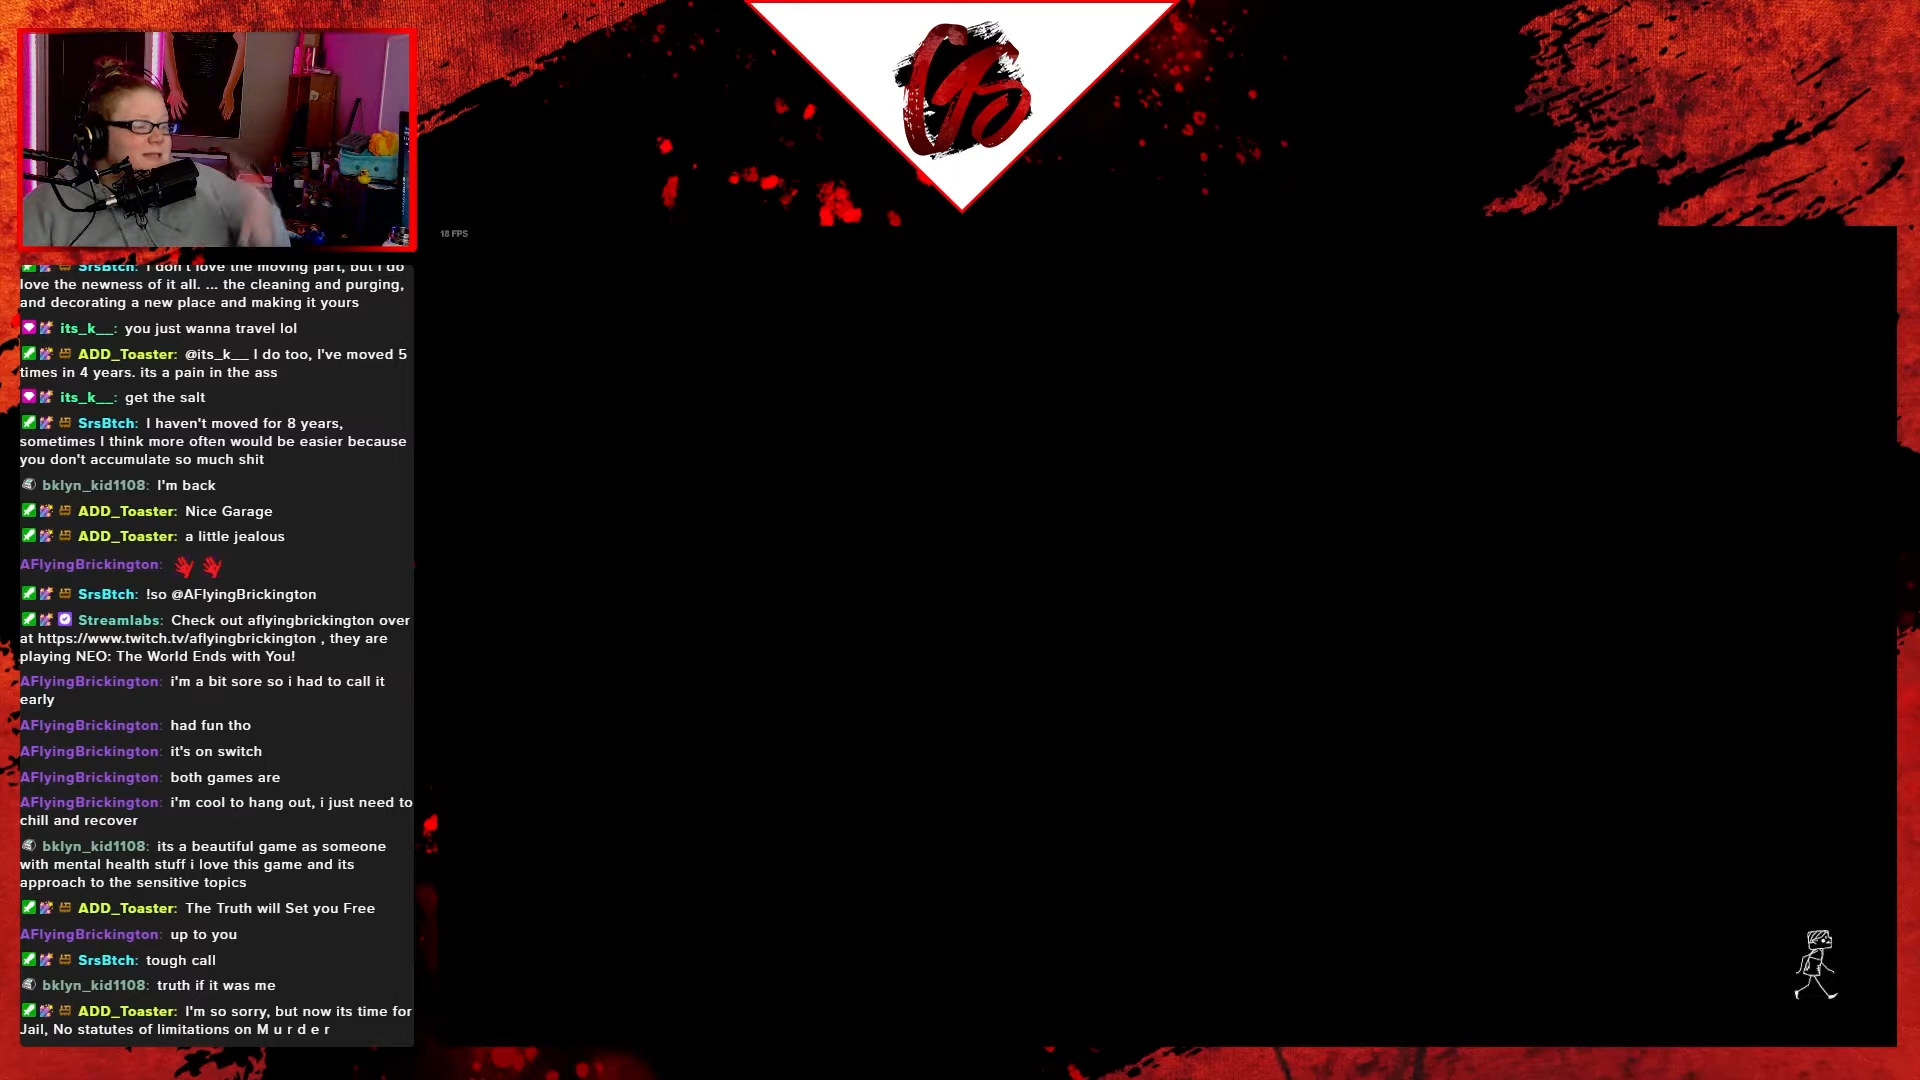 GS
18 FPS
SrsBtch: I don't love the moving part, but I do
love the newness of it all. ... the cleaning and purging,
and decorating a new place and making it yours
its_k__: you just wanna travel lol
ADD_Toaster: @its_k__ I do too, I've moved 5
times in 4 years. its a pain in the ass
its_k__: get the salt
SrsBtch: I haven't moved for 8 years,
sometimes I think more often would be easier because
you don't accumulate so much shit
bklyn_kid1108: I'm back
ADD_Toaster: Nice Garage
ADD_Toaster: a little jealous
AFlyingBrickington:
SrsBtch: !so @AFlyingBrickington
Streamlabs: Check out aflyingbrickington over
at https://www.twitch.tv/aflyingbrickington , they are
playing NEO: The World Ends with You!
AFlyingBrickington: i'm a bit sore so i had to call it
early
AFlyingBrickington: had fun tho
AFlyingBrickington: it's on switch
AFlyingBrickington: both games are
AFlyingBrickington: i'm cool to hang out, i just need to
chill and recover
bklyn_kid1108: its a beautiful game as someone
with mental health stuff i love this game and its
approach to the sensitive topics
ADD_Toaster: The Truth will Set you Free
AFlyingBrickington: up to you
SrsBtch: tough call
bklyn_kid1108: truth if it was me
ADD_Toaster: I'm so sorry, but now its time for
Jail, No statutes of limitations on M u r d e r